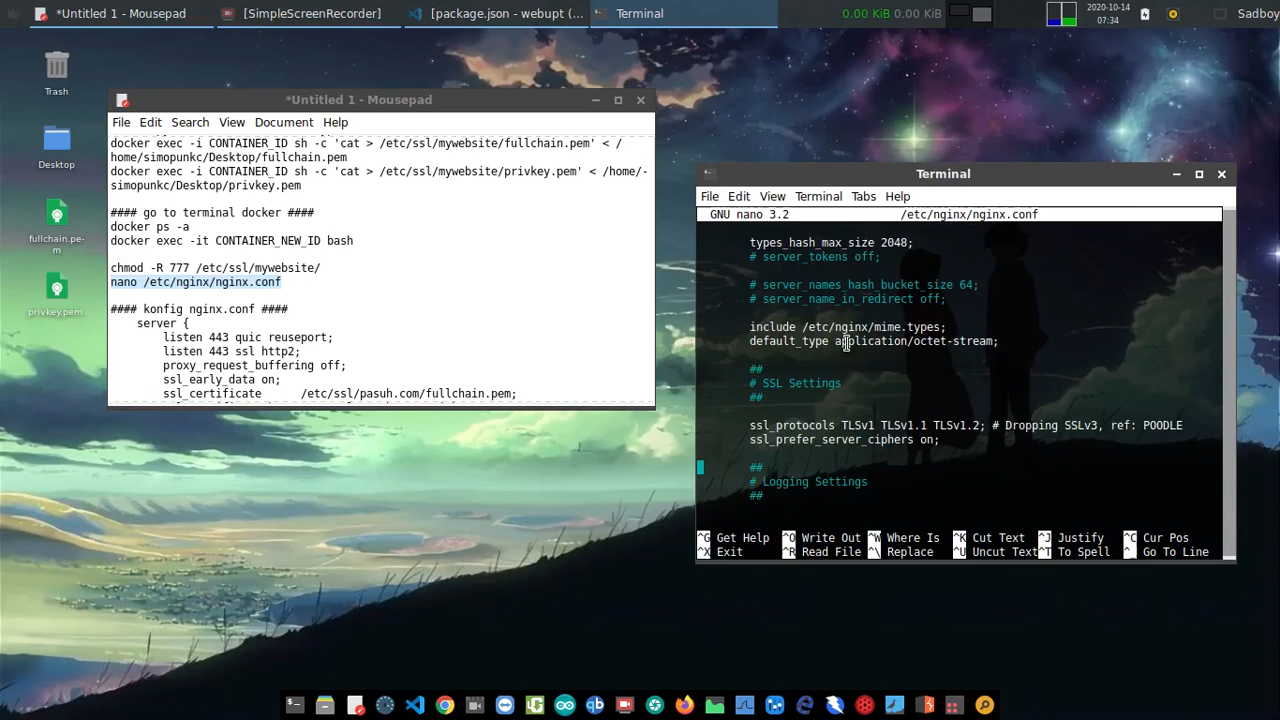 *Untitled 1 - Mousepad
[SimpleScreenRecorder]
[package.json - webupt (...
Terminal
0.00 KiB 0.00 KiB
2020-10-14
07:34
Sadboy
Trash
Desktop
fullchain.pe-
m
privkey.pem
*Untitled 1 - Mousepad
File Edit Search View Document Help
docker exec -i CONTAINER_ID sh -c 'cat > /etc/ssl/mywebsite/fullchain.pem' < /
home/simopunkc/Desktop/fullchain.pem
docker exec -i CONTAINER_ID sh -c 'cat > /etc/ssl/mywebsite/privkey.pem' < /home/-
simopunkc/Desktop/privkey.pem
#### go to terminal docker ####
docker ps -a
docker exec -it CONTAINER_NEW_ID bash
chmod -R 777 /etc/ssl/mywebsite/
nano /etc/nginx/nginx.conf
#### konfig nginx.conf ####
server {
listen 443 quic reuseport;
listen 443 ssl http2;
proxy_request_buffering off;
ssl_early_data on;
ssl_certificate /etc/ssl/pasuh.com/fullchain.pem;
Terminal
File Edit View Terminal Tabs Help
GNU nano 3.2 /etc/nginx/nginx.conf
types_hash_max_size 2048;
# server_tokens off;
# server_names_hash_bucket_size 64;
# server_name_in_redirect off;
include /etc/nginx/mime.types;
default_type application/octet-stream;
##
# SSL Settings
##
ssl_protocols TLSv1 TLSv1.1 TLSv1.2; # Dropping SSLv3, ref: POODLE
ssl_prefer_server_ciphers on;
##
# Logging Settings
##
^G Get Help ^O Write Out ^W Where Is ^K Cut Text ^J Justify ^C Cur Pos
^X Exit ^R Read File ^\ Replace ^U Uncut Text ^T To Spell ^_ Go To Line